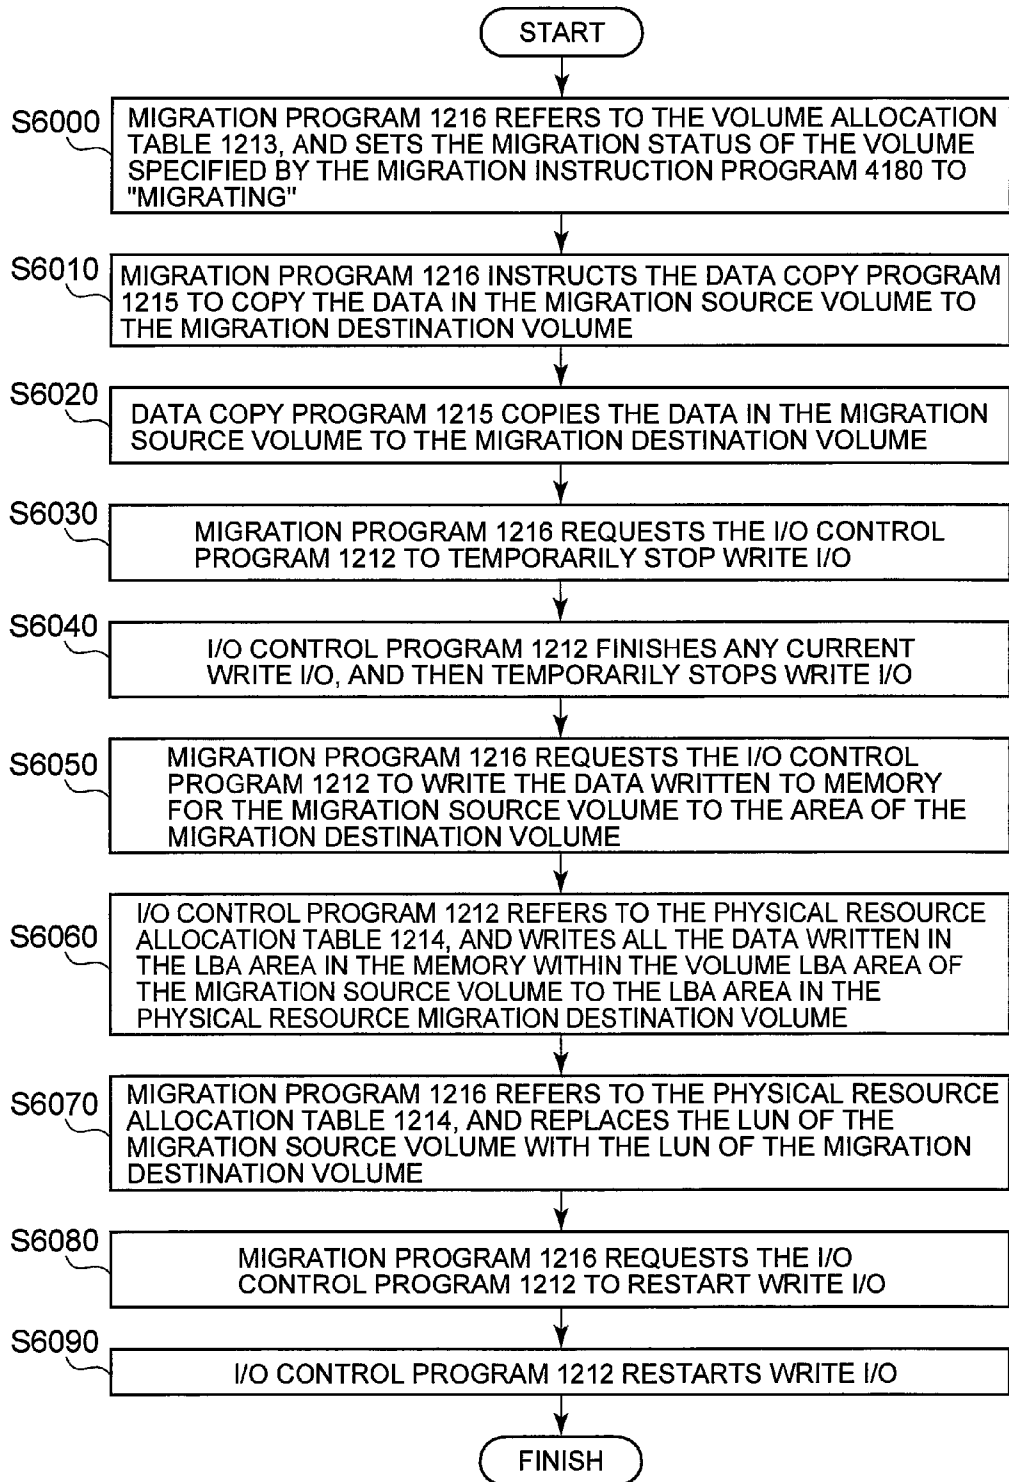 START
S6000
MIGRATION PROGRAM 1216 REFERS TO THE VOLUME ALLOCATION
TABLE 1213, AND SETS THE MIGRATION STATUS OF THE VOLUME
SPECIFIED BY THE MIGRATION INSTRUCTION PROGRAM 4180 TO
"MIGRATING"
S6010
MIGRATION PROGRAM 1216 INSTRUCTS THE DATA COPY PROGRAM
1215 TO COPY THE DATA IN THE MIGRATION SOURCE VOLUME TO
THE MIGRATION DESTINATION VOLUME
S6020
DATA COPY PROGRAM 1215 COPIES THE DATA IN THE MIGRATION
SOURCE VOLUME TO THE MIGRATION DESTINATION VOLUME
S6030
MIGRATION PROGRAM 1216 REQUESTS THE I/O CONTROL
PROGRAM 1212 TO TEMPORARILY STOP WRITE I/O
S6040
I/O CONTROL PROGRAM 1212 FINISHES ANY CURRENT
WRITE I/O, AND THEN TEMPORARILY STOPS WRITE I/O
S6050
MIGRATION PROGRAM 1216 REQUESTS THE I/O CONTROL
PROGRAM 1212 TO WRITE THE DATA WRITTEN TO MEMORY
FOR THE MIGRATION SOURCE VOLUME TO THE AREA OF THE
MIGRATION DESTINATION VOLUME
S6060
I/O CONTROL PROGRAM 1212 REFERS TO THE PHYSICAL RESOURCE
ALLOCATION TABLE 1214, AND WRITES ALL THE DATA WRITTEN IN
THE LBA AREA IN THE MEMORY WITHIN THE VOLUME LBA AREA OF
THE MIGRATION SOURCE VOLUME TO THE LBA AREA IN THE
PHYSICAL RESOURCE MIGRATION DESTINATION VOLUME
S6070
MIGRATION PROGRAM 1216 REFERS TO THE PHYSICAL RESOURCE
ALLOCATION TABLE 1214, AND REPLACES THE LUN OF THE
MIGRATION SOURCE VOLUME WITH THE LUN OF THE MIGRATION
DESTINATION VOLUME
S6080
MIGRATION PROGRAM 1216 REQUESTS THE I/O
CONTROL PROGRAM 1212 TO RESTART WRITE I/O
S6090
I/O CONTROL PROGRAM 1212 RESTARTS WRITE I/O
FINISH